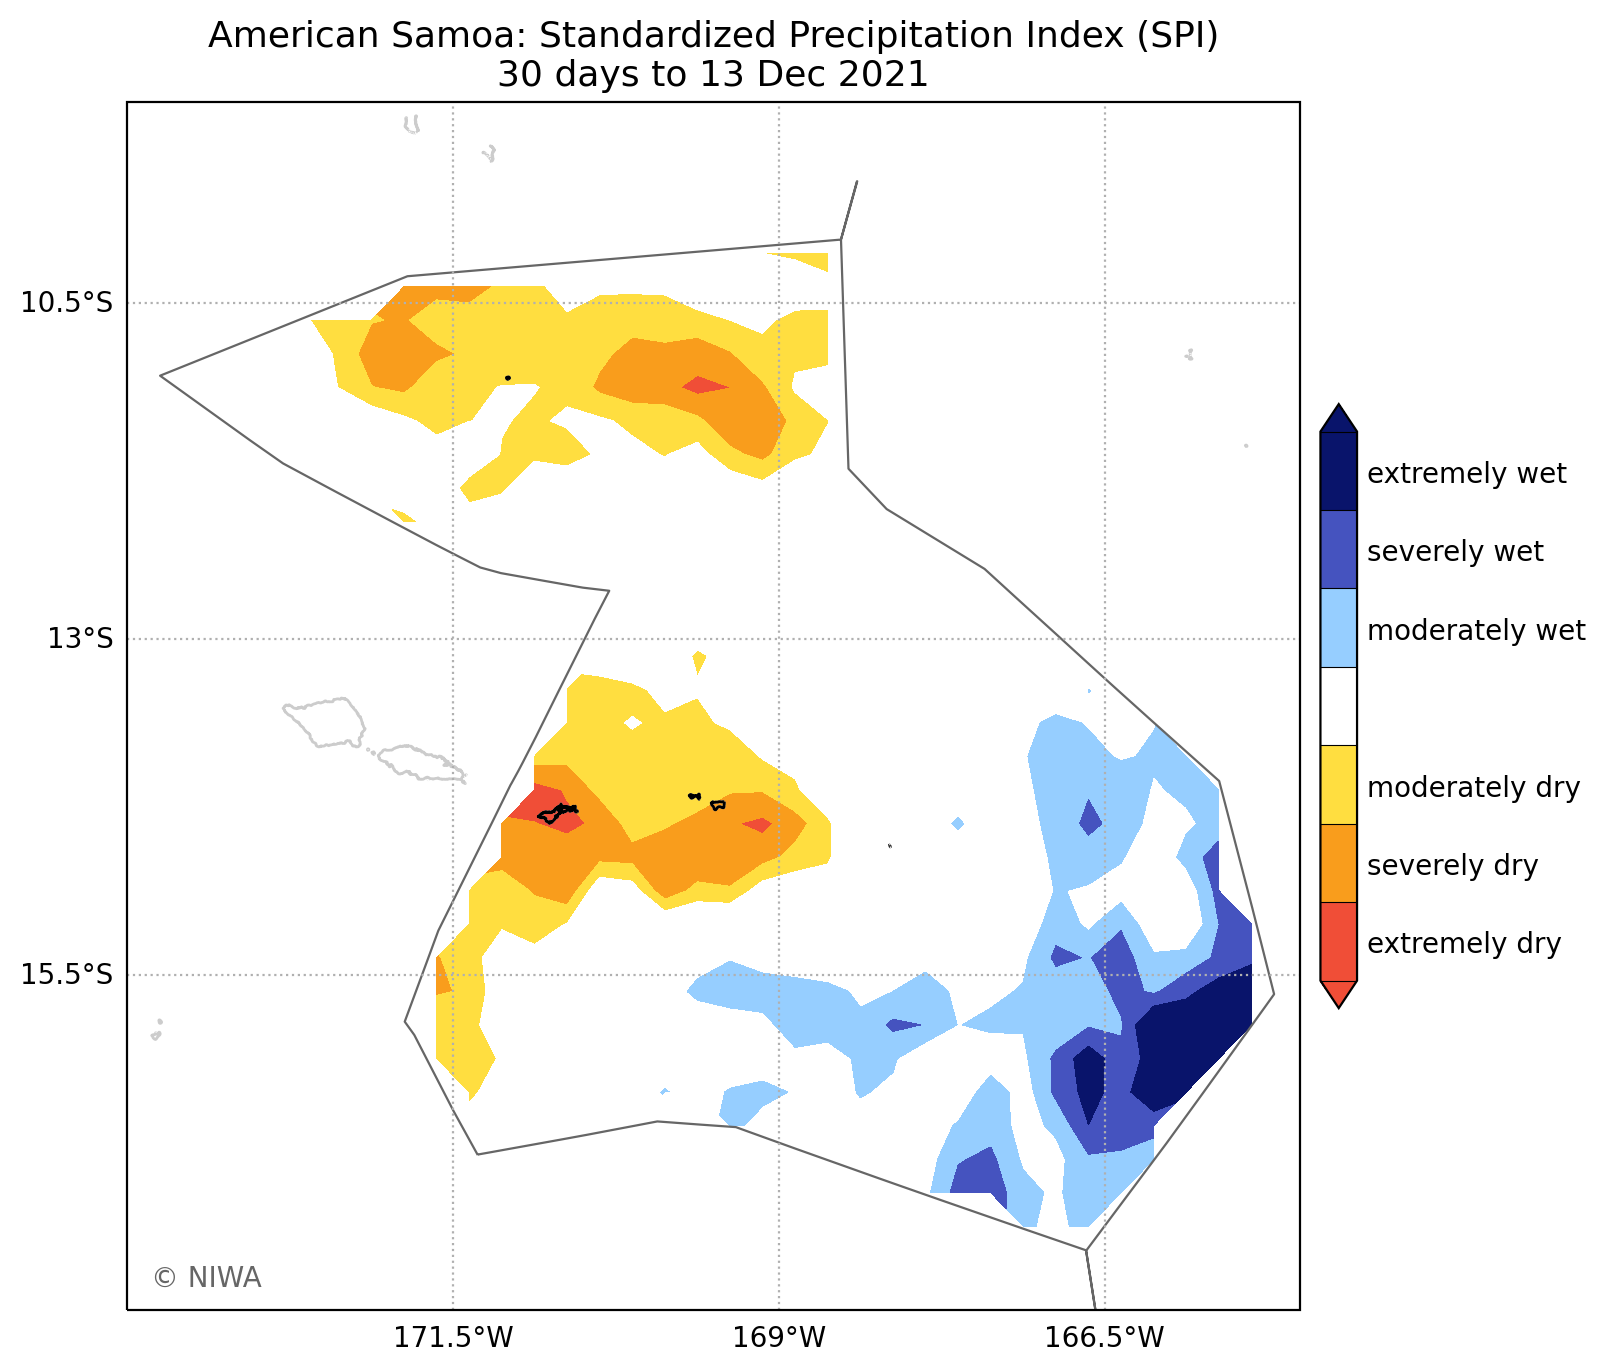 American Samoa: Standardized Precipitation Index (SPI)
30 days to 13 Dec 2021
10.5°S
13°S
15.5°S
171.5°W
169°W
166.5°W
extremely wet
severely wet
moderately wet
moderately dry
severely dry
extremely dry
© NIWA